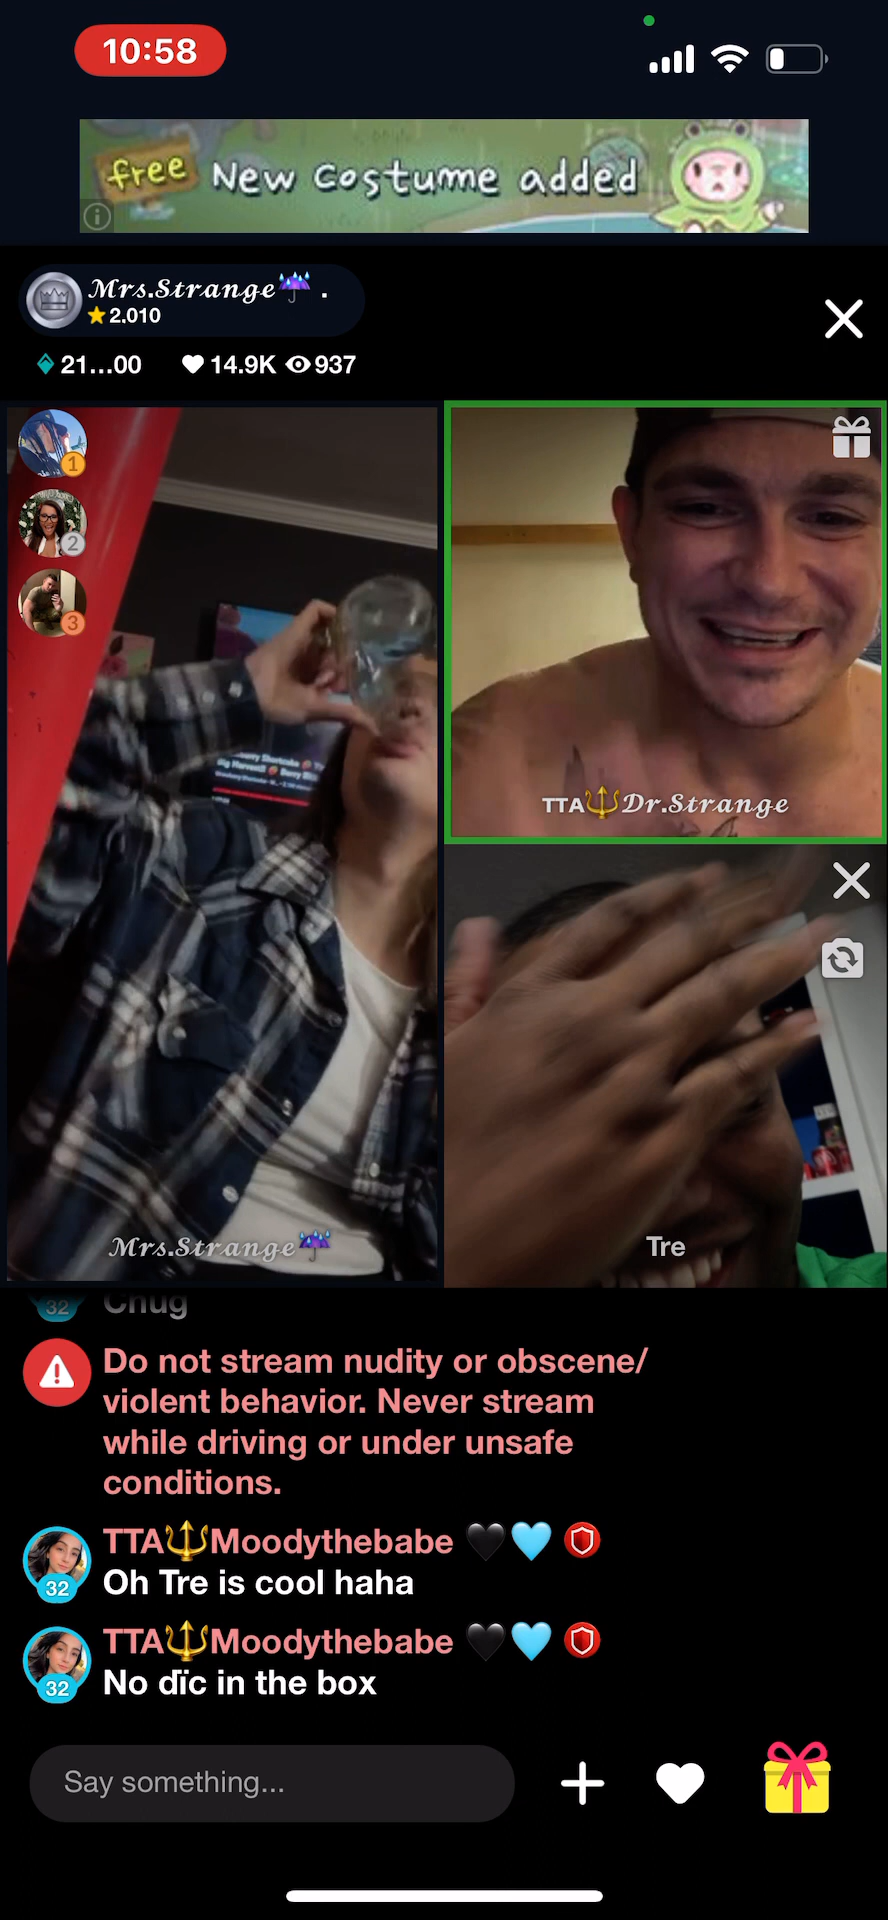 10:58
free New Costume added
Mrs.Strange☔ .
⭐2,010
21...00 14.9K 937
1
2
3
TTA🔱Dr.Strange
Mrs.Strange☔
Tre
32 Chug
Do not stream nudity or obscene/
violent behavior. Never stream
while driving or under unsafe
conditions.
TTA🔱Moodythebabe 🖤🩵
32 Oh Tre is cool haha
TTA🔱Moodythebabe 🖤🩵
32 No dïc in the box
Say something...